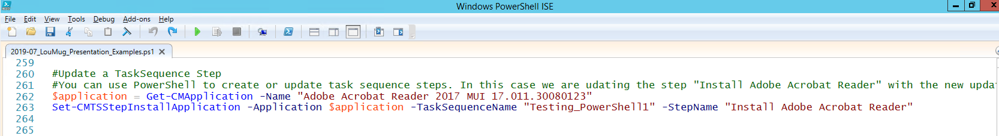 Windows PowerShell ISE
File Edit View Tools Debug Add-ons Help
2019-07_LouMug_Presentation_Examples.ps1
259
260 #Update a TaskSequence Step
261 #You can use PowerShell to create or update task sequence steps. In this case we are udating the step "Install Adobe Acrobat Reader" with the new
262 $application = Get-CMApplication -Name "Adobe Acrobat Reader 2017 MUI 17.011.30080123"
263 Set-CMTSStepInstallApplication -Application $application -TaskSequenceName "Testing_PowerShell1" -StepName "Install Adobe Acrobat Reader"
264
265